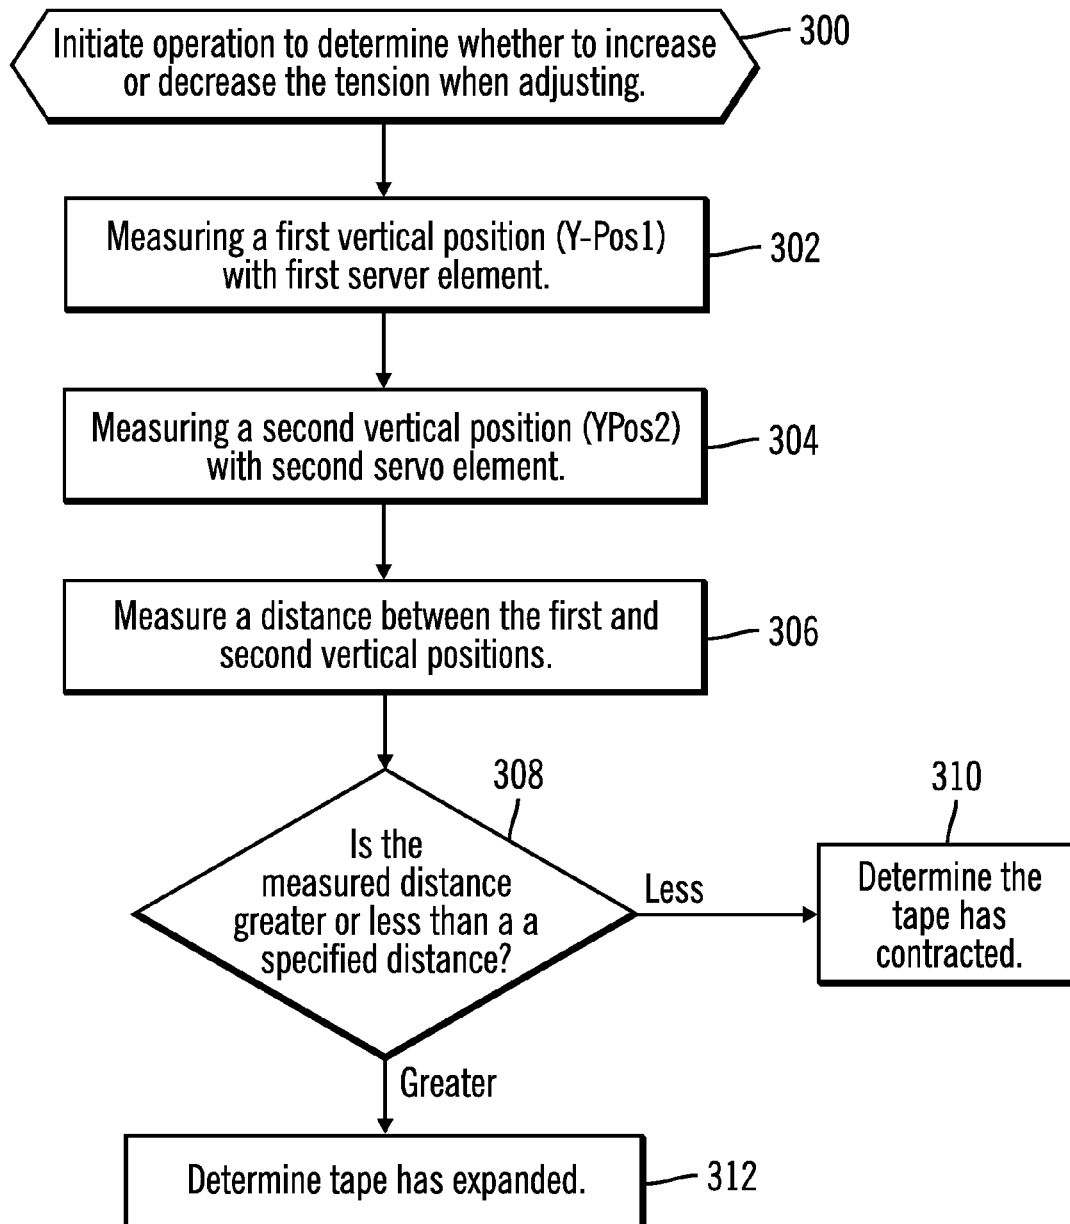 Initiate operation to determine whether to increase
or decrease the tension when adjusting.
300
Measuring a first vertical position (Y-Pos1)
with first server element.
302
Measuring a second vertical position (YPos2)
with second servo element.
304
Measure a distance between the first and
second vertical positions.
306
308
Is the
measured distance
greater or less than a a
specified distance?
Less
310
Determine the
tape has
contracted.
Greater
Determine tape has expanded.
312